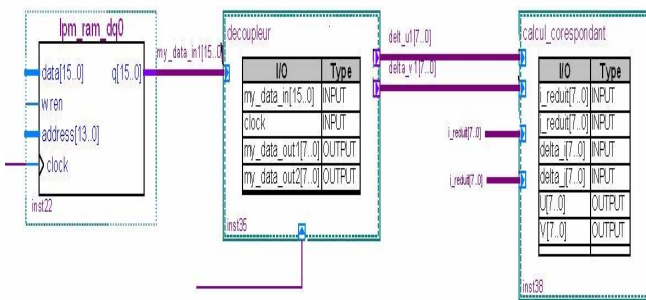 lpm_ram_dq0
data[15..0]
q[15..0]
wren
address[13..0]
clock
inst22
my_data_in1[15..0]
decoupleur
I/O Type
my_data_in[15..0] INPUT
clock INPUT
my_data_out1[7..0] OUTPUT
my_data_out2[7..0] OUTPUT
inst35
delt_u1[7..0]
delta_v1[7..0]
i_reduit[7..0]
i_reduit[7..0]
calcul_corespondant
I/O Type
i_reduit[7..0] INPUT
j_reduit[7..0] INPUT
delta_i[7..0] INPUT
delta_j[7..0] INPUT
U[7..0] OUTPUT
V[7..0] OUTPUT
inst38